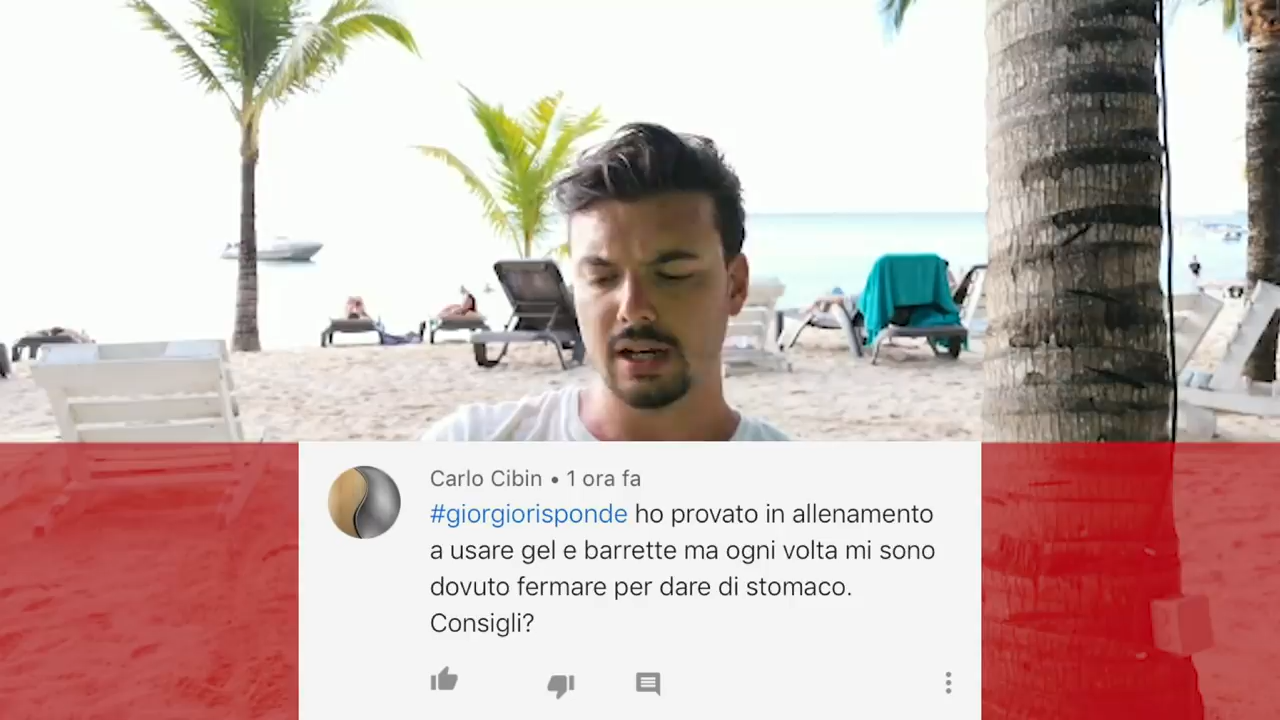 Carlo Cibin • 1 ora fa
#giorgiorisponde ho provato in allenamento
a usare gel e barrette ma ogni volta mi sono
dovuto fermare per dare di stomaco.
Consigli?